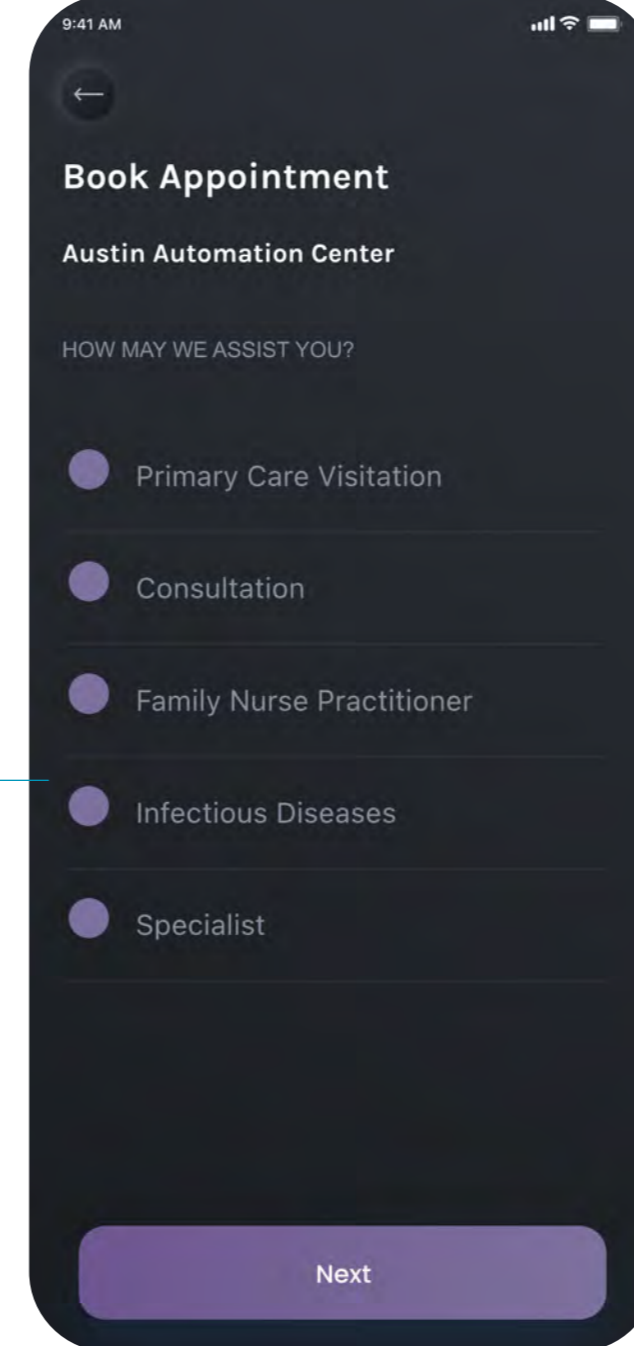 9:41 AM
Book Appointment
Austin Automation Center
HOW MAY WE ASSIST YOU?
Primary Care Visitation
Consultation
Family Nurse Practitioner
Infectious Diseases
Specialist
Next